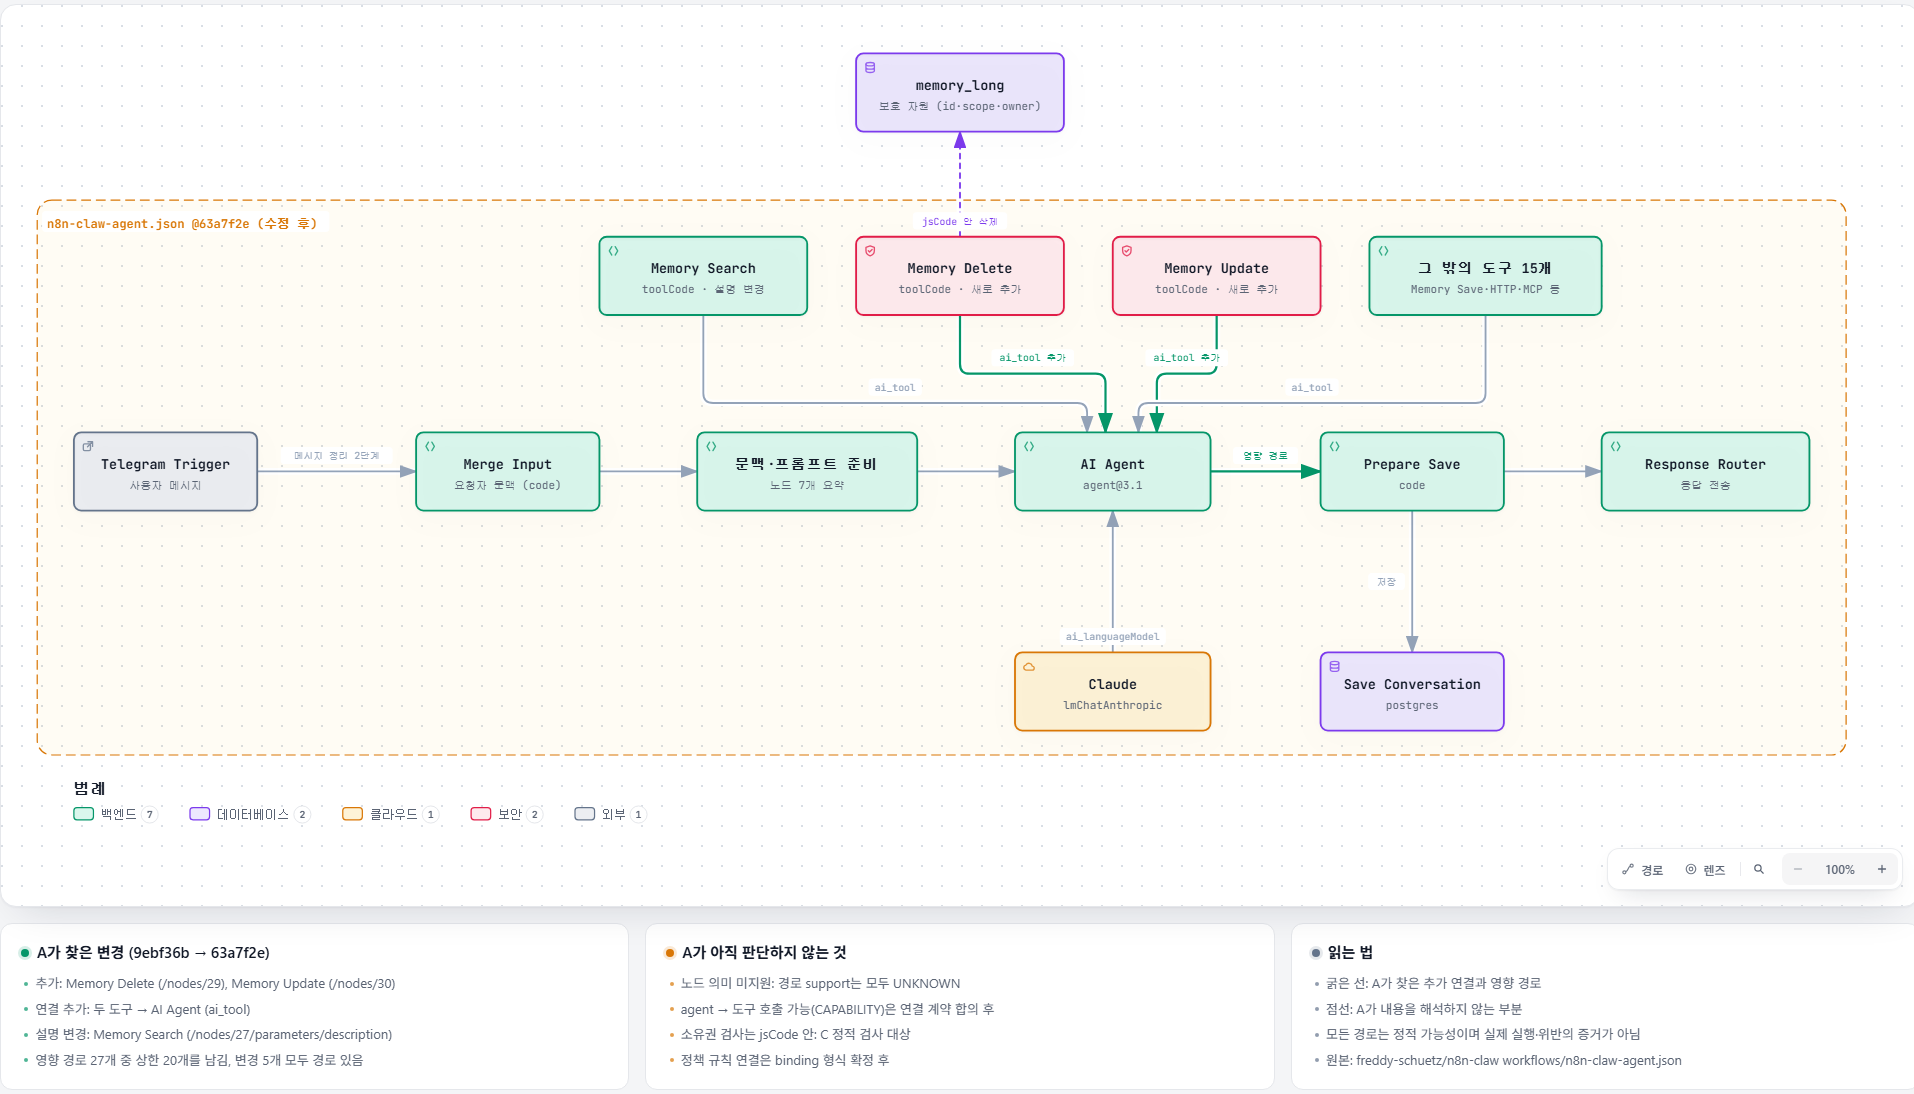 memory_long
보호 자원 (id·scope·owner)
n8n-claw-agent.json @63a7f2e (수정 후)
jsCode 안 삭제
Memory Search
toolCode · 설명 변경
Memory Delete
toolCode · 새로 추가
Memory Update
toolCode · 새로 추가
그 밖의 도구 15개
Memory Save·HTTP·MCP 등
ai_tool 추가
ai_tool 추가
ai_tool
ai_tool
Telegram Trigger
사용자 메시지
메시지 정리 2단계
Merge Input
요청자 문맥 (code)
문맥·프롬프트 준비
노드 7개 요약
AI Agent
agent@3.1
영향 경로
Prepare Save
code
Response Router
응답 전송
저장
ai_languageModel
Claude
lmChatAnthropic
Save Conversation
postgres
범례
백엔드 7
데이터베이스 2
클라우드 1
보안 2
외부 1
경로
렌즈
100%
A가 찾은 변경 (9ebf36b → 63a7f2e)
추가: Memory Delete (/nodes/29), Memory Update (/nodes/30)
연결 추가: 두 도구 → AI Agent (ai_tool)
설명 변경: Memory Search (/nodes/27/parameters/description)
영향 경로 27개 중 상한 20개를 남김, 변경 5개 모두 경로 있음
A가 아직 판단하지 않는 것
노드 의미 미지원: 경로 support는 모두 UNKNOWN
agent → 도구 호출 가능(CAPABILITY)은 연결 계약 합의 후
소유권 검사는 jsCode 안: C 정적 검사 대상
정책 규칙 연결은 binding 형식 확정 후
읽는 법
굵은 선: A가 찾은 추가 연결과 영향 경로
점선: A가 내용을 해석하지 않는 부분
모든 경로는 정적 가능성이며 실제 실행·위반의 증거가 아님
원본: freddy-schuetz/n8n-claw workflows/n8n-claw-agent.json